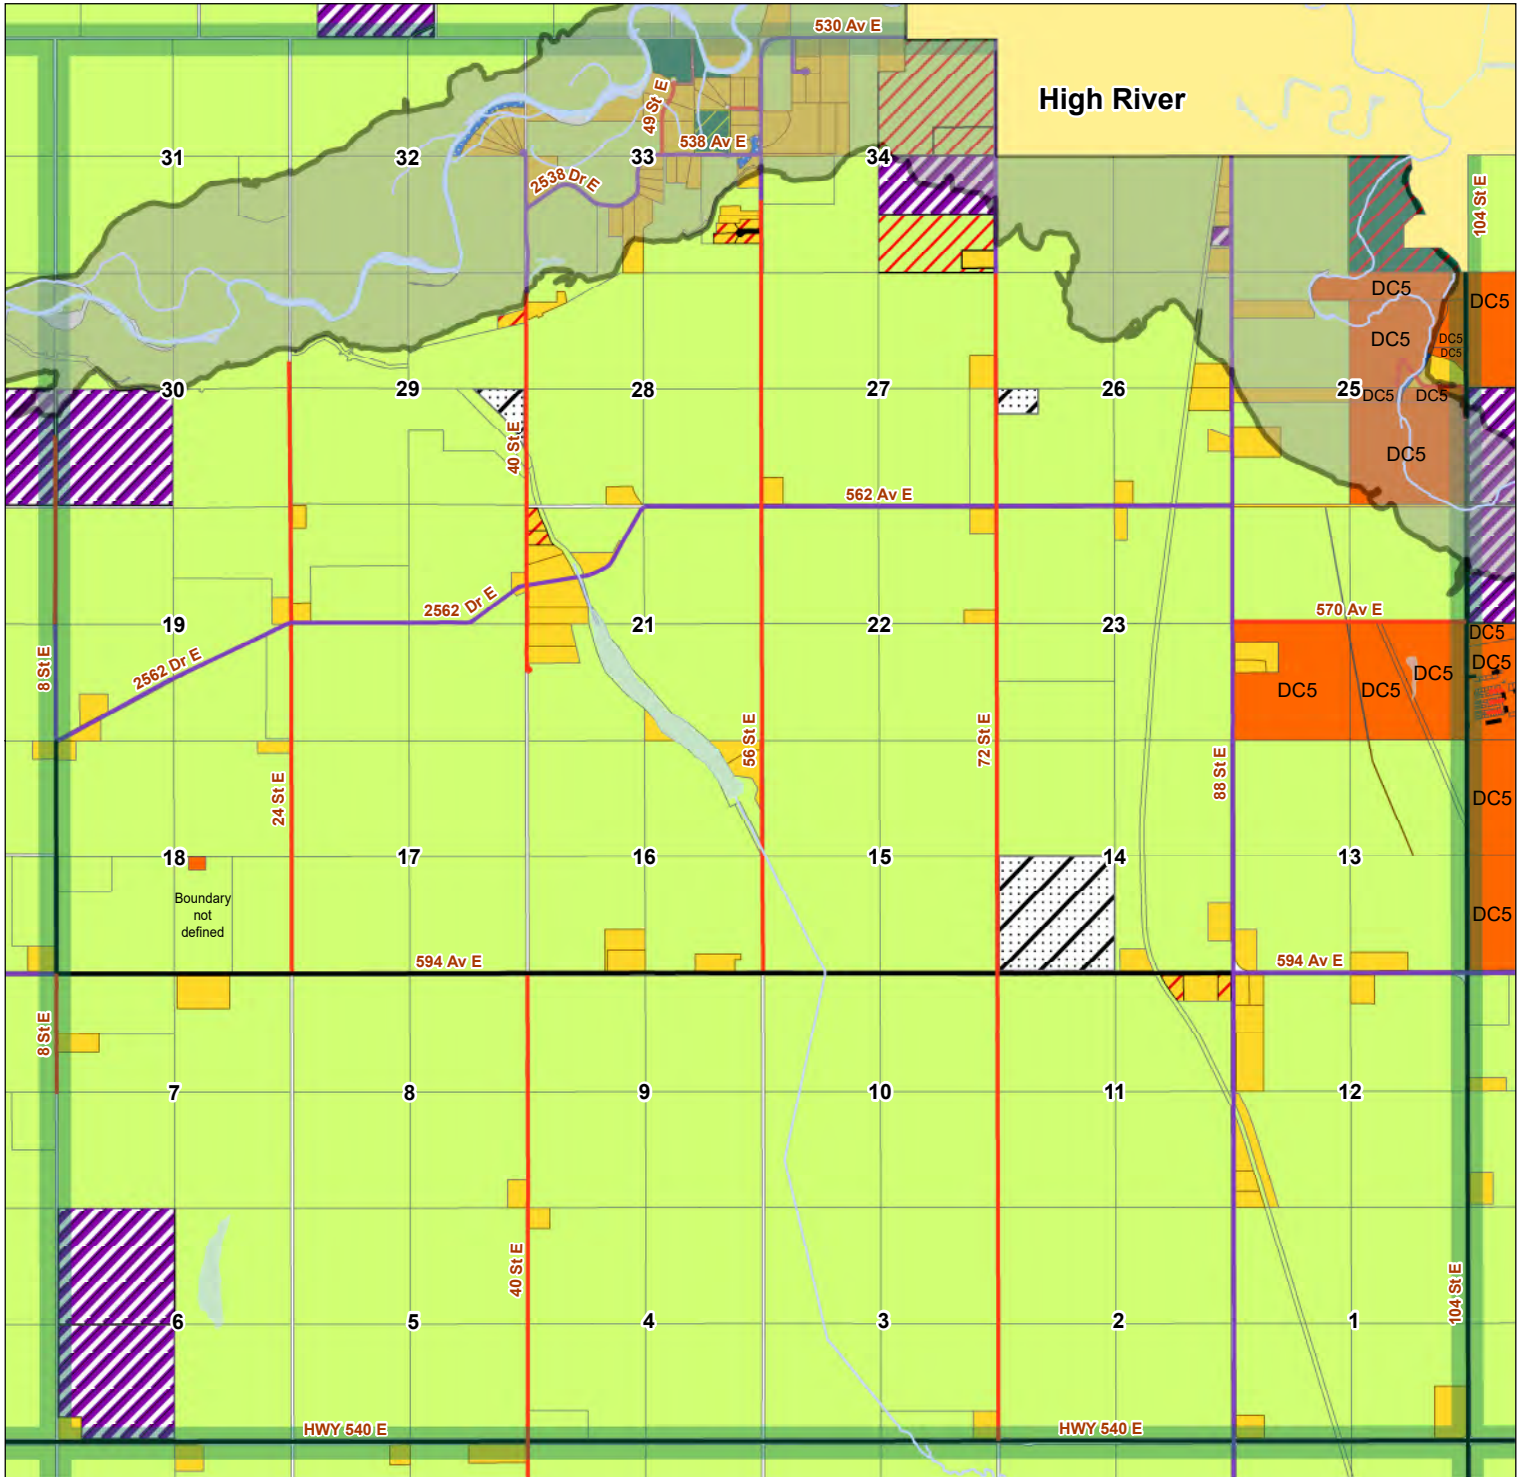 530 Av E
High River
49 St E
538 Av E
31
32
33
34
2538 Dr E
104 St E
DC5
DC5
DC5
DC5
DC5
30
29
28
27
26
25
DC5
DC5
40 St E
DC5
562 Av E
2562 Dr E
570 Av E
19
21
22
23
DC5
8 St E
2562 Dr E
DC5
DC5
DC5
DC5
24 St E
56 St E
72 St E
88 St E
DC5
18
17
16
15
14
13
Boundary
not
defined
DC5
594 Av E
594 Av E
8 St E
7
8
9
10
11
12
40 St E
104 St E
6
5
4
3
2
1
HWY 540 E
HWY 540 E